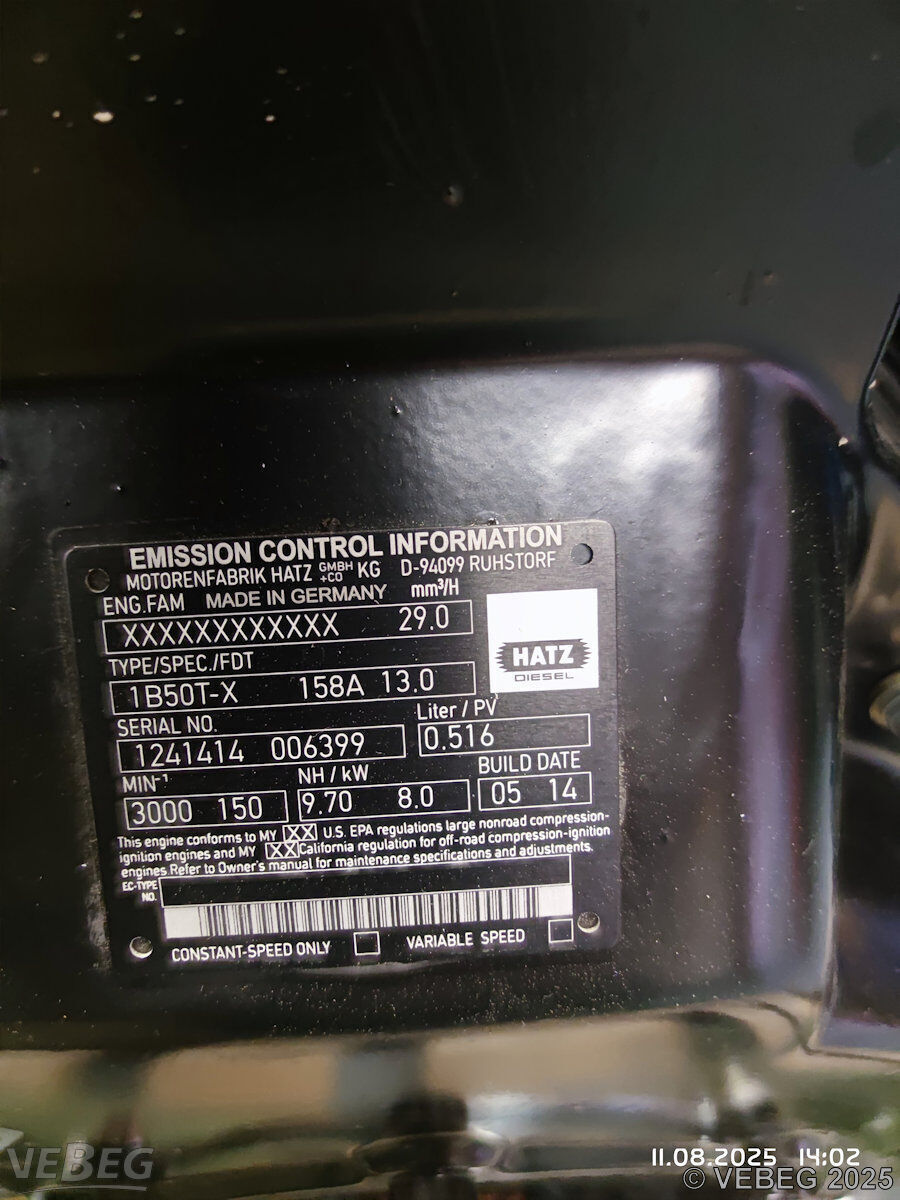 EMISSION CONTROL INFORMATION
MOTORENFABRIK HATZ GMBH +CO KG D-94099 RUHSTORF
ENG.FAM MADE IN GERMANY mm³/H
XXXXXXXXXXXX 29.0
HATZ
DIESEL
TYPE/SPEC./FDT
1B50T-X 158A 13.0
SERIAL NO. Liter / PV
1241414 006399 0.516
MIN-¹ NH / kW BUILD DATE
3000 150 9.70 8.0 05 14
This engine conforms to MY XX U.S. EPA regulations large nonroad compression-
ignition engines and MY XX California regulation for off-road compression-ignition
engines. Refer to Owner's manual for maintenance specifications and adjustments.
EC-TYPE
NO.
CONSTANT-SPEED ONLY VARIABLE SPEED
VEBEG
11.08.2025 14:02
© VEBEG 2025